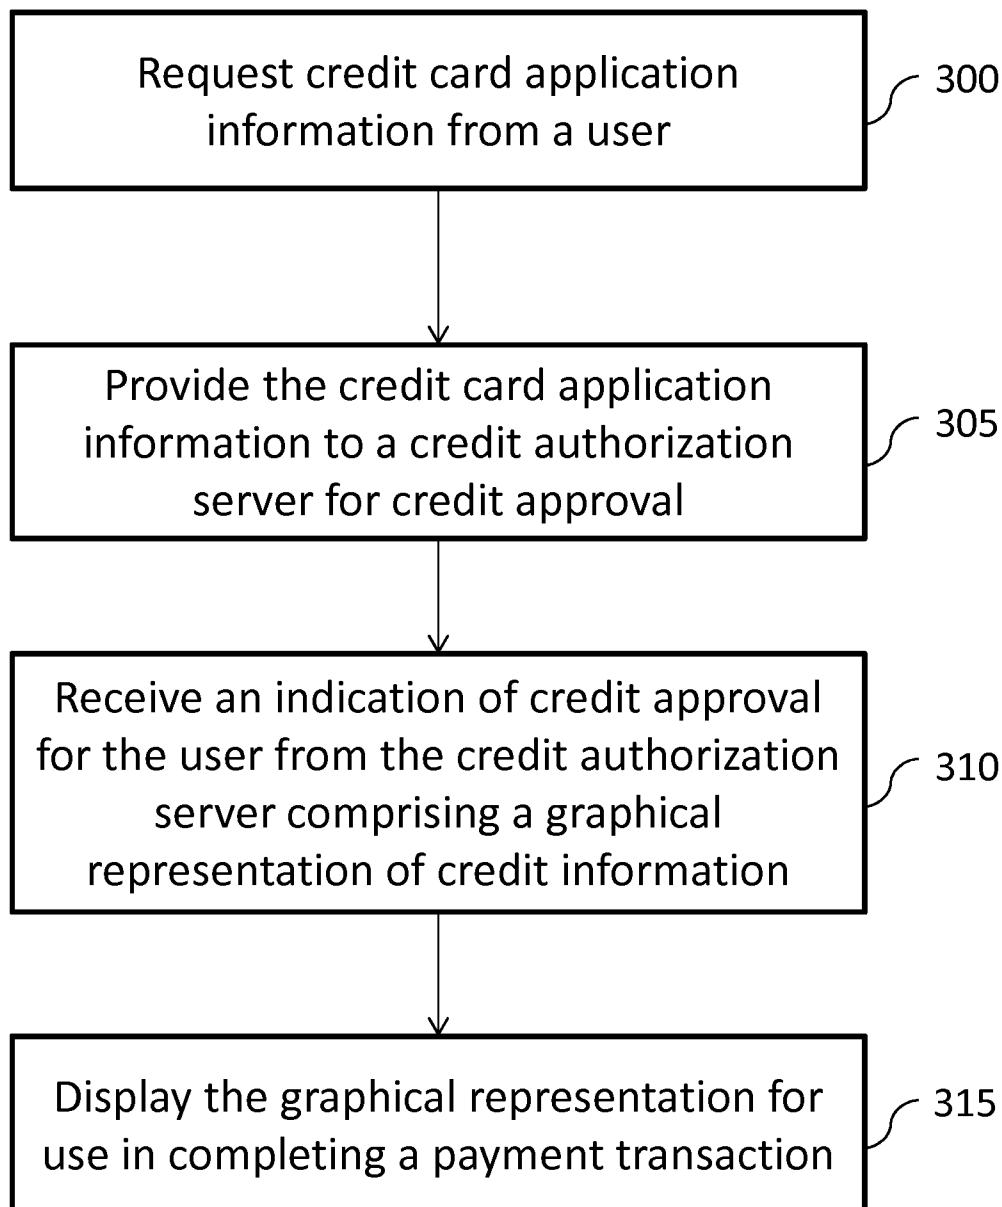 Request credit card application
information from a user
300
Provide the credit card application
information to a credit authorization
server for credit approval
305
Receive an indication of credit approval
for the user from the credit authorization
server comprising a graphical
representation of credit information
310
Display the graphical representation for
use in completing a payment transaction
315